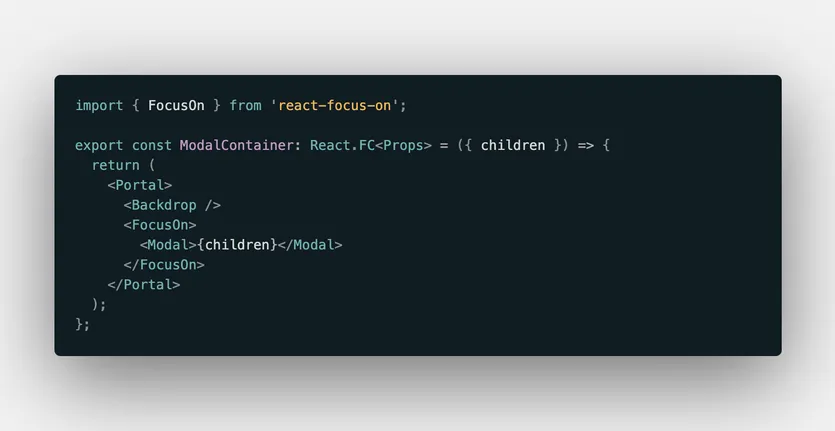 import { FocusOn } from 'react-focus-on';

export const ModalContainer: React.FC<Props> = ({ children }) => {
  return (
    <Portal>
      <Backdrop />
      <FocusOn>
        <Modal>{children}</Modal>
      </FocusOn>
    </Portal>
  );
};